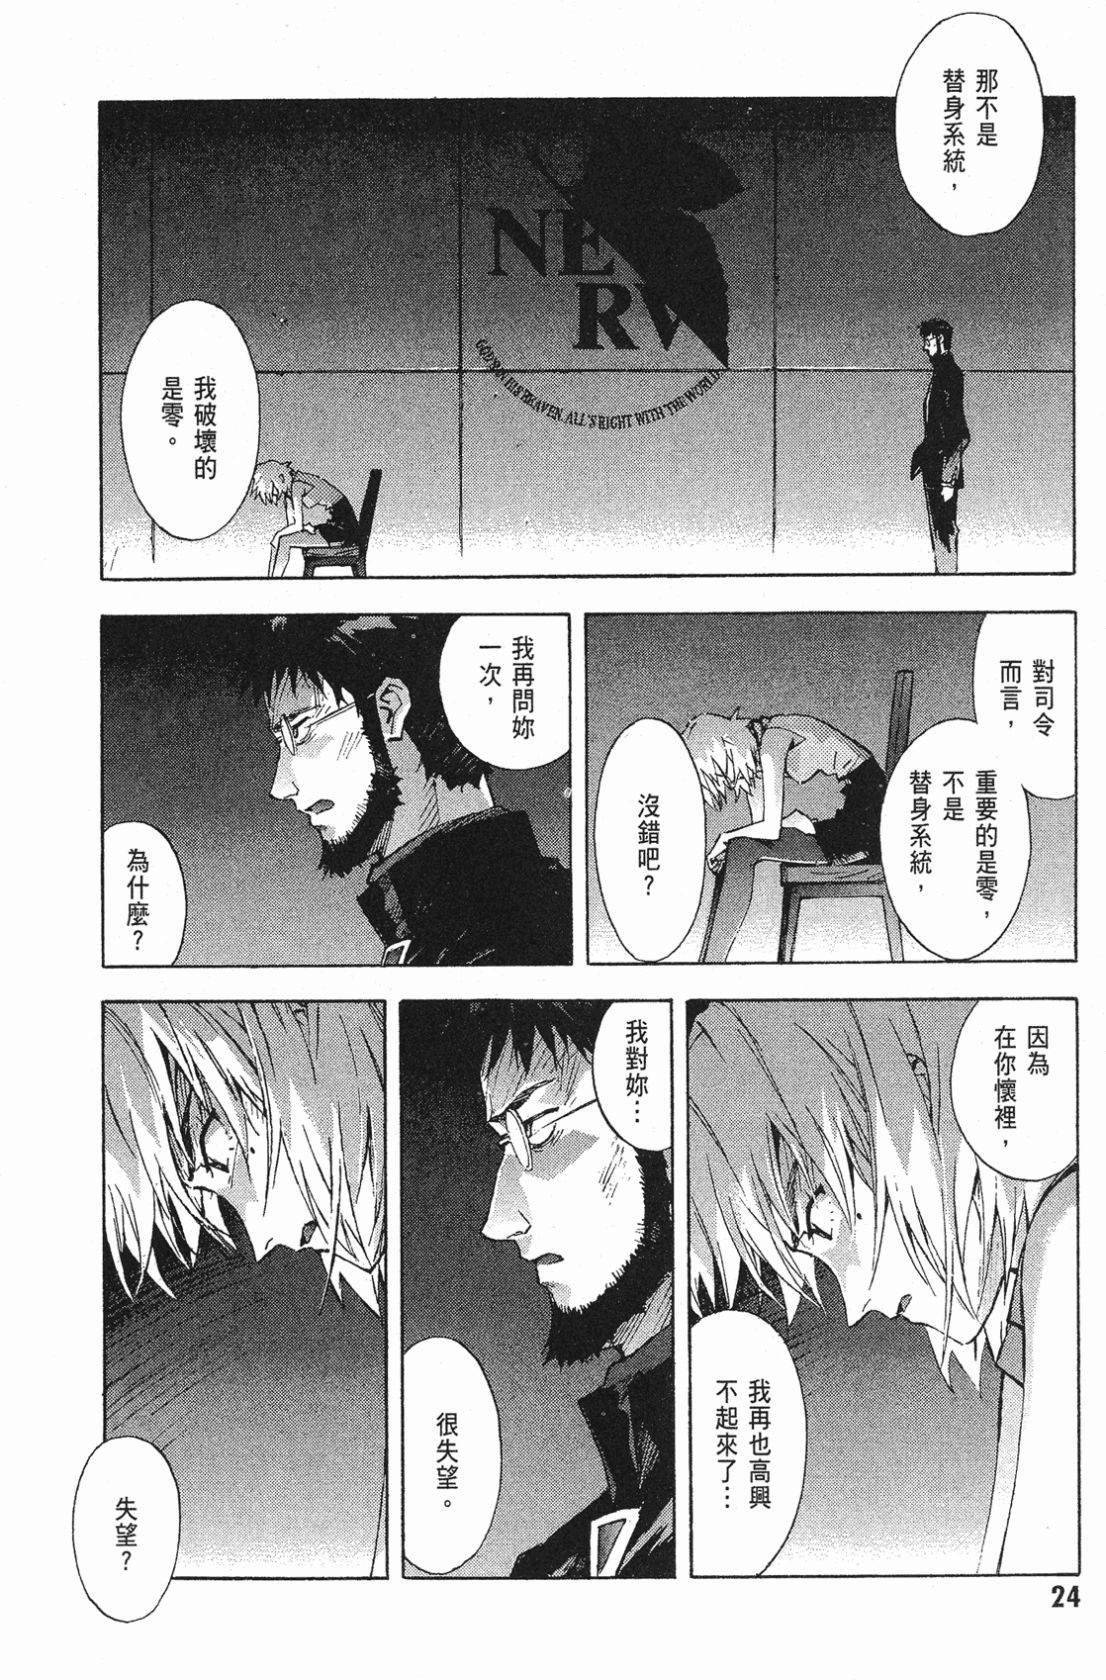 那不是
替身系統，
NE
RV
GOD'S IN HIS HEAVEN. ALL'S RIGHT WITH THE WORLD.
我破壞的
是零。
對司令
而言，
重要的是零，
不是
替身系統，
沒錯吧？
我再問妳
一次，
為什麼？
因為
在你懷裡，
我再也高興
不起來了…
我對妳…
很失望。
失望？
24